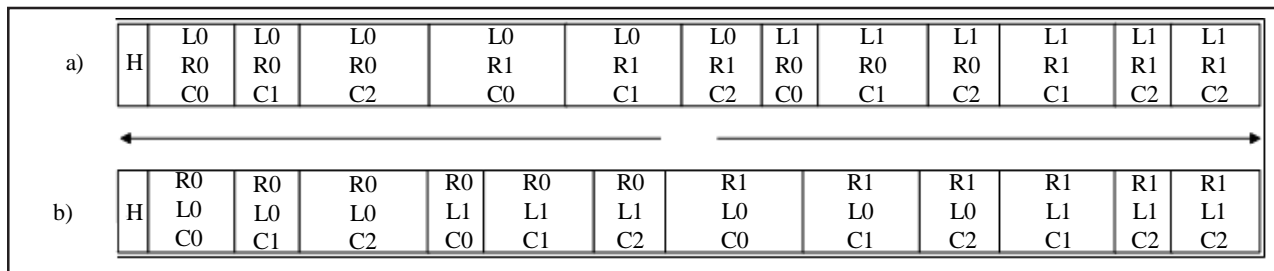 L0 L0 L0 L0 L0 L0 L1 L1 L1 L1 L1 L1
a) H R0 R0 R0 R1 R1 R1 R0 R0 R0 R1 R1 R1
C0 C1 C2 C0 C1 C2 C0 C1 C2 C1 C2 C2
R0 R0 R0 R0 R0 R0 R1 R1 R1 R1 R1 R1
b) H L0 L0 L0 L1 L1 L1 L0 L0 L0 L1 L1 L1
C0 C1 C2 C0 C1 C2 C0 C1 C2 C1 C2 C2